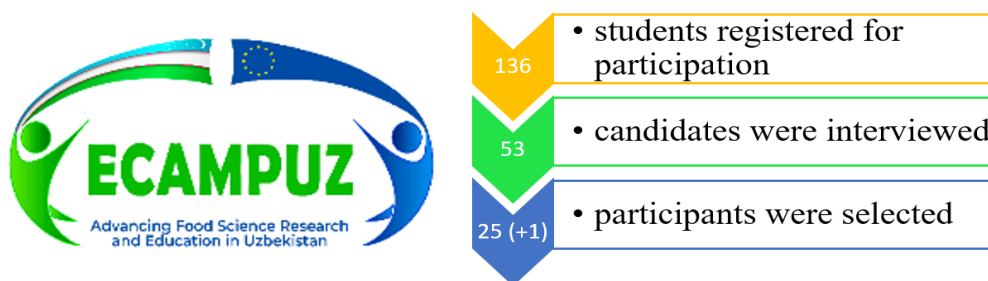 ECAMPUZ
Advancing Food Science Research
and Education in Uzbekistan
136
• students registered for
participation
53
• candidates were interviewed
25 (+1)
• participants were selected